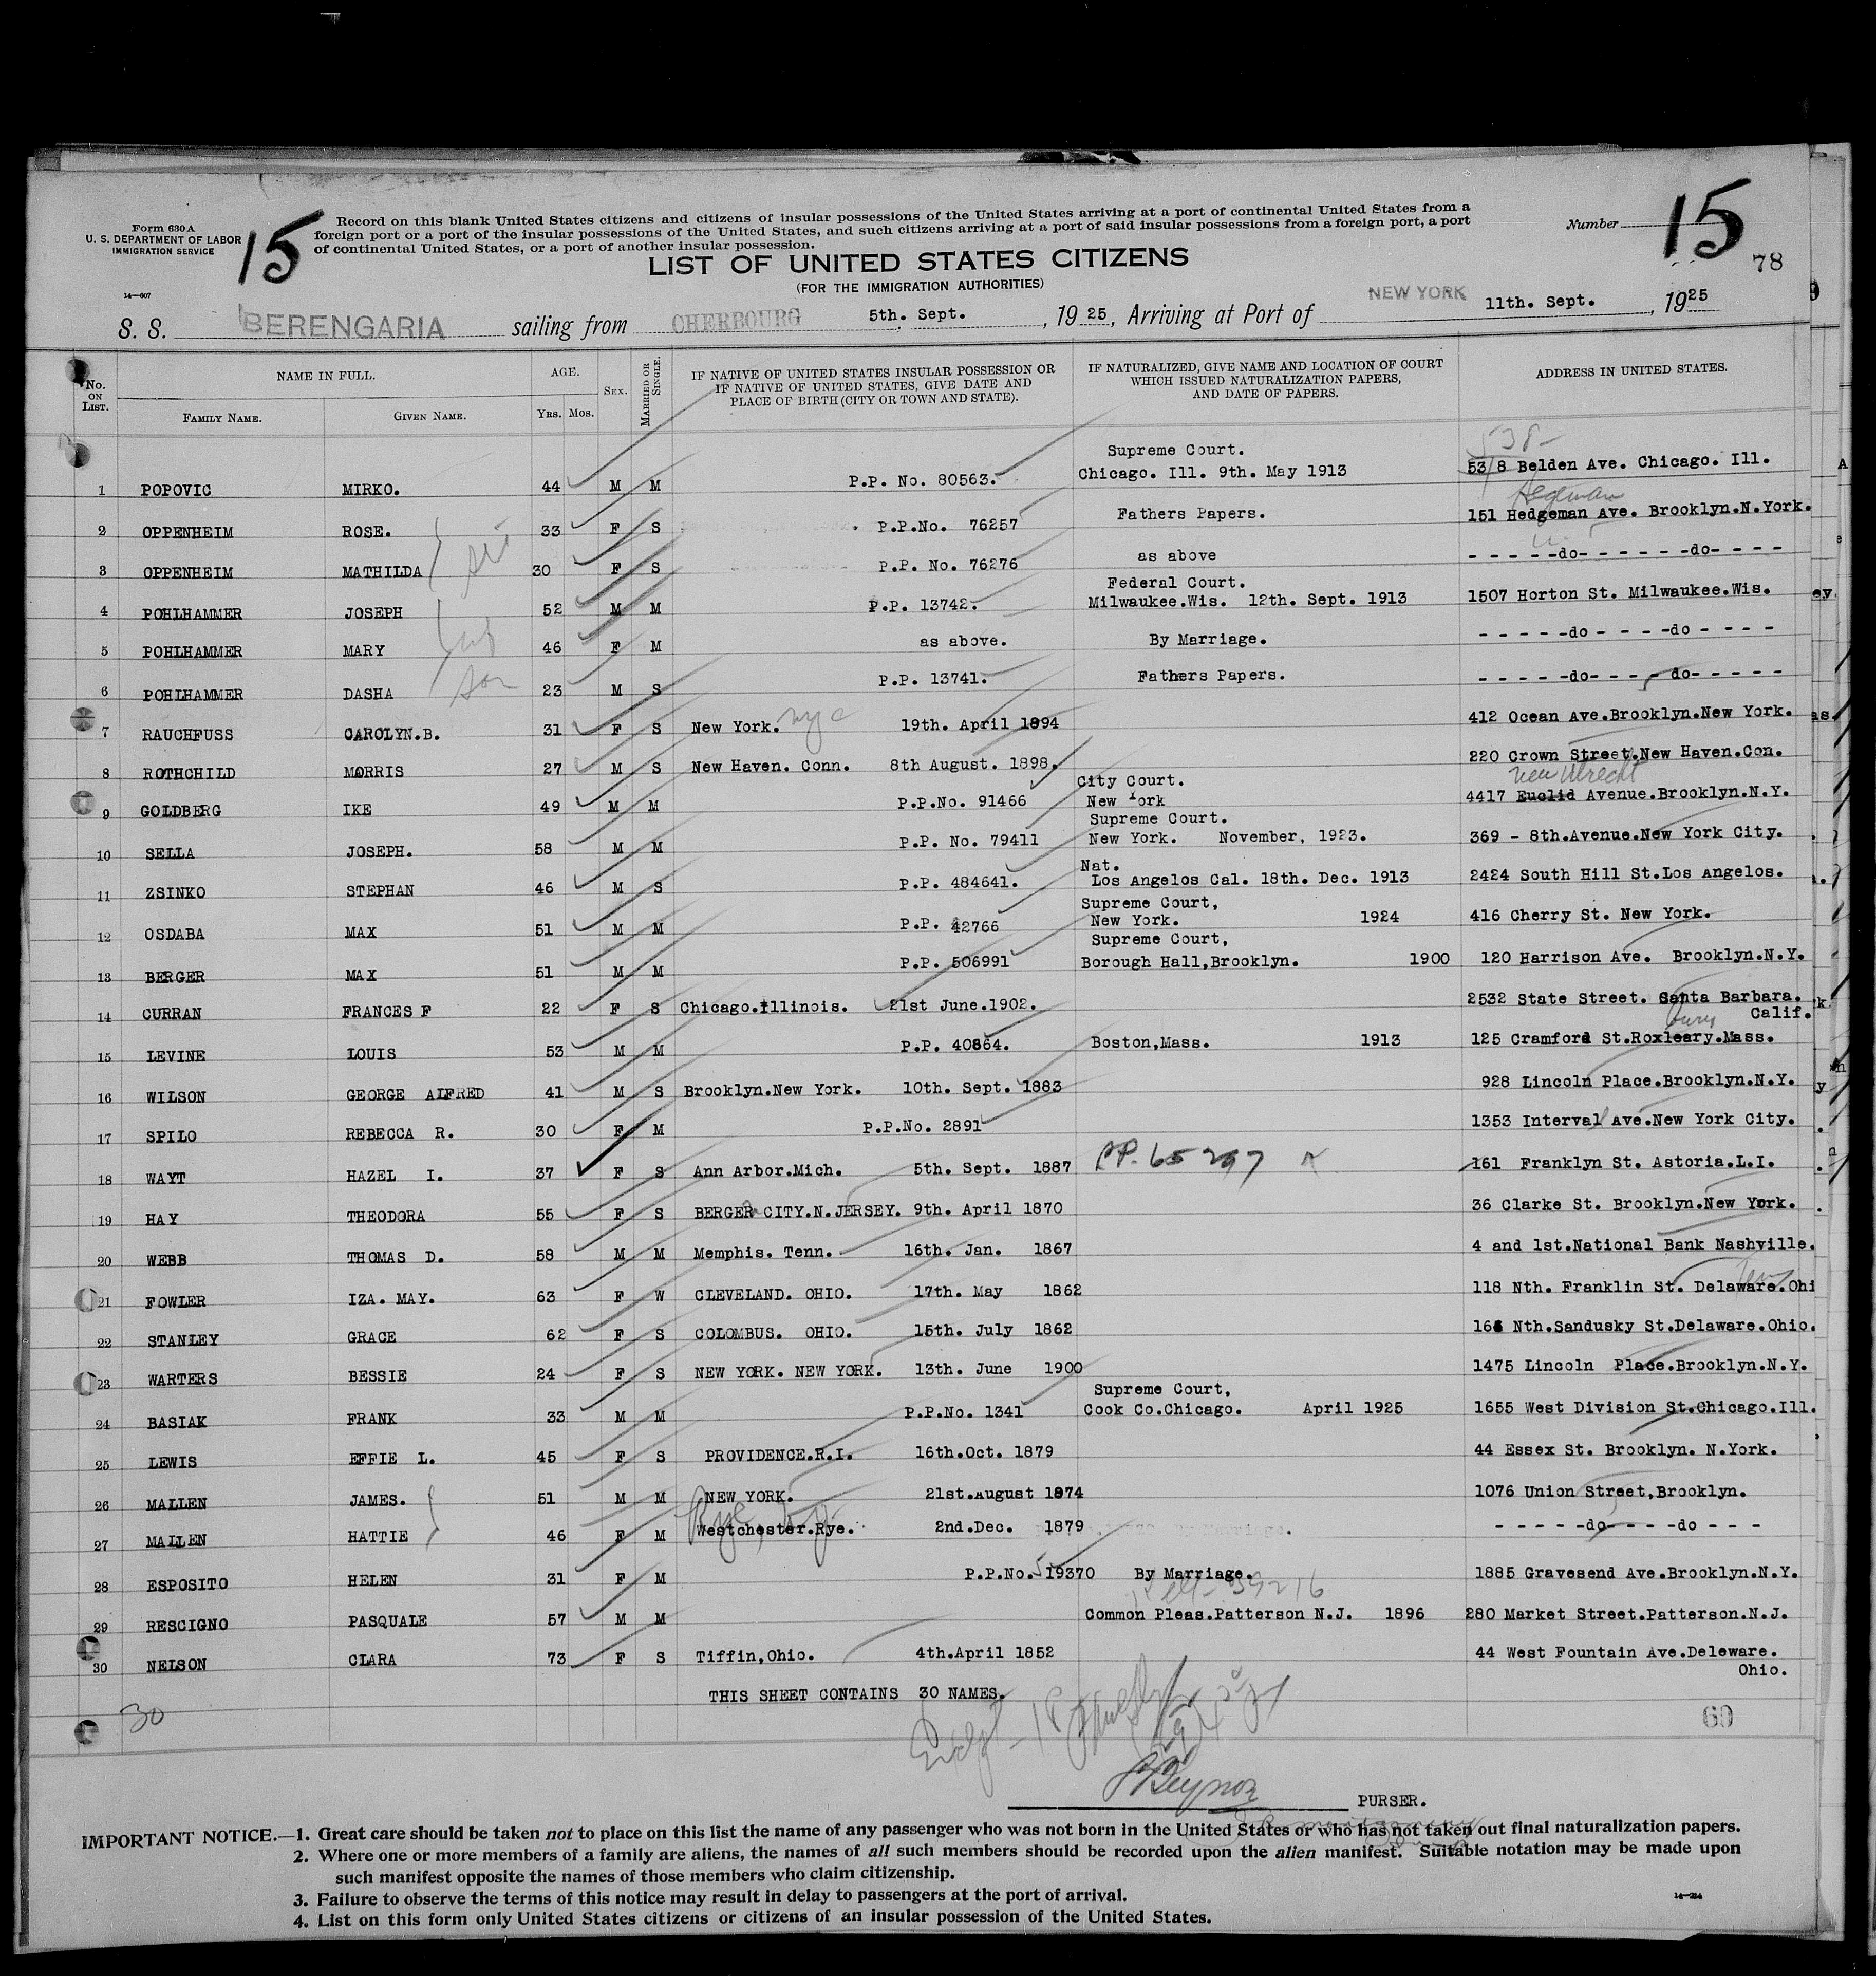 Form 630 A
U. S. DEPARTMENT OF LABOR
IMMIGRATION SERVICE
14—607
15
Record on this blank United States citizens and citizens of insular possessions of the United States arriving at a port of continental United States from a
foreign port or a port of the insular possessions of the United States, and such citizens arriving at a port of said insular possessions from a foreign port, a port
of continental United States, or a port of another insular possession.
Number 15
78
LIST OF UNITED STATES CITIZENS
(FOR THE IMMIGRATION AUTHORITIES)
S. S. BERENGARIA sailing from CHERBOURG 5th. Sept. , 19 25 , Arriving at Port of NEW YORK 11th. Sept. , 1925
No. ON LIST. NAME IN FULL. AGE. SEX. MARRIED OR SINGLE. IF NATIVE OF UNITED STATES INSULAR POSSESSION OR IF NATIVE OF UNITED STATES, GIVE DATE AND PLACE OF BIRTH (CITY OR TOWN AND STATE). IF NATURALIZED, GIVE NAME AND LOCATION OF COURT WHICH ISSUED NATURALIZATION PAPERS, AND DATE OF PAPERS. ADDRESS IN UNITED STATES.
FAMILY NAME. GIVEN NAME. YRS. MOS.
538-
Supreme Court.
1 POPOVIC MIRKO. 44 M M P.P. No. 80563. Chicago. Ill. 9th. May 1913 53/8 Belden Ave. Chicago. Ill.
Hegeman
2 OPPENHEIM ROSE. 33 F S P.P.No. 76257 Fathers Papers. 151 Hedgeman Ave. Brooklyn.N.York.
3 OPPENHEIM MATHILDA 30 F S P.P. No. 76276 as above - - - - -do- - - - - -do- - - -
Federal Court.
4 POHLHAMMER JOSEPH 52 M M P.P. 13742. Milwaukee.Wis. 12th. Sept. 1913 1507 Horton St. Milwaukee.Wis.
5 POHLHAMMER MARY 46 F M as above. By Marriage. - - - - -do - - - -do - - - -
6 POHLHAMMER DASHA son 23 M S P.P. 13741. Fathers Papers. - - - - -do- - - - do- - - - -
7 RAUCHFUSS CAROLYN.B. 31 F S New York. nyc 19th. April 1894 412 Ocean Ave.Brooklyn.New York.
8 ROTHCHILD MORRIS 27 M S New Haven. Conn. 8th August. 1898. 220 Crown Street.New Haven.Con.
City Court. New Utrecht
9 GOLDBERG IKE 49 M M P.P.No. 91466 New York 4417 Euclid Avenue.Brooklyn.N.Y.
Supreme Court.
10 SELLA JOSEPH. 58 M M P.P. No. 79411 New York. November, 1923. 369 - 8th.Avenue.New York City.
Nat.
11 ZSINKO STEPHAN 46 M S P.P. 484641. Los Angelos Cal. 18th. Dec. 1913 2424 South Hill St.Los Angelos.
Supreme Court,
12 OSDABA MAX 51 M M P.P. 42766 New York. 1924 416 Cherry St. New York.
Supreme Court,
13 BERGER MAX 51 M M P.P. 506991 Borough Hall,Brooklyn. 1900 120 Harrison Ave. Brooklyn.N.Y.
14 CURRAN FRANCES F 22 F S Chicago.Illinois. 21st June.1902. 2532 State Street. Santa Barbara.
Calif.
bury
15 LEVINE LOUIS 53 M M P.P. 40864. Boston,Mass. 1913 125 Cramford St.Roxleary.Mass.
16 WILSON GEORGE ALFRED 41 M S Brooklyn.New York. 10th. Sept. 1883 928 Lincoln Place.Brooklyn.N.Y.
17 SPILO REBECCA R. 30 F M P.P.No. 2891 1353 Interval Ave.New York City.
18 WAYT HAZEL I. 37 F S Ann Arbor.Mich. 5th. Sept. 1887 P.P. 65297 161 Franklyn St. Astoria.L.I.
19 HAY THEODORA 55 F S BERGER CITY.N.JERSEY. 9th. April 1870 36 Clarke St. Brooklyn.New York.
20 WEBB THOMAS D. 58 M M Memphis. Tenn. 16th. Jan. 1867 4 and 1st.National Bank Nashville.
Tenn
21 FOWLER IZA. MAY. 63 F W CLEVELAND. OHIO. 17th. May 1862 118 Nth. Franklin St. Delaware.Ohi
22 STANLEY GRACE 62 F S COLOMBUS. OHIO. 15th. July 1862 166 Nth.Sandusky St.Delaware.Ohio.
23 WARTERS BESSIE 24 F S NEW YORK. NEW YORK. 13th. June 1900 1475 Lincoln Place.Brooklyn.N.Y.
Supreme Court,
24 BASIAK FRANK 33 M M P.P.No. 1341 Cook Co.Chicago. April 1925 1655 West Division St.Chicago.Ill.
25 LEWIS EFFIE L. 45 F S PROVIDENCE.R.I. 16th.Oct. 1879 44 Essex St. Brooklyn. N.York.
26 MALLEN JAMES. 51 M M NEW YORK. 21st.August 1874 1076 Union Street,Brooklyn.
Rye, N.Y.
27 MALLEN HATTIE 46 F M Westchester.Rye. 2nd.Dec. 1879 - - - - -do- - - -do - - -
28 ESPOSITO HELEN 31 F M P.P.No. 19370 By Marriage. 1885 Gravesend Ave.Brooklyn.N.Y.
29 RESCIGNO PASQUALE 57 M M Common Pleas.Patterson N.J. 1896 280 Market Street.Patterson.N.J.
30 NELSON CLARA 73 F S Tiffin,Ohio. 4th.April 1852 44 West Fountain Ave.Deleware.
Ohio.
THIS SHEET CONTAINS 30 NAMES.
30
60
PURSER.
IMPORTANT NOTICE.—1. Great care should be taken not to place on this list the name of any passenger who was not born in the United States or who has not taken out final naturalization papers.
2. Where one or more members of a family are aliens, the names of all such members should be recorded upon the alien manifest. Suitable notation may be made upon
such manifest opposite the names of those members who claim citizenship.
3. Failure to observe the terms of this notice may result in delay to passengers at the port of arrival.
4. List on this form only United States citizens or citizens of an insular possession of the United States.
14—214